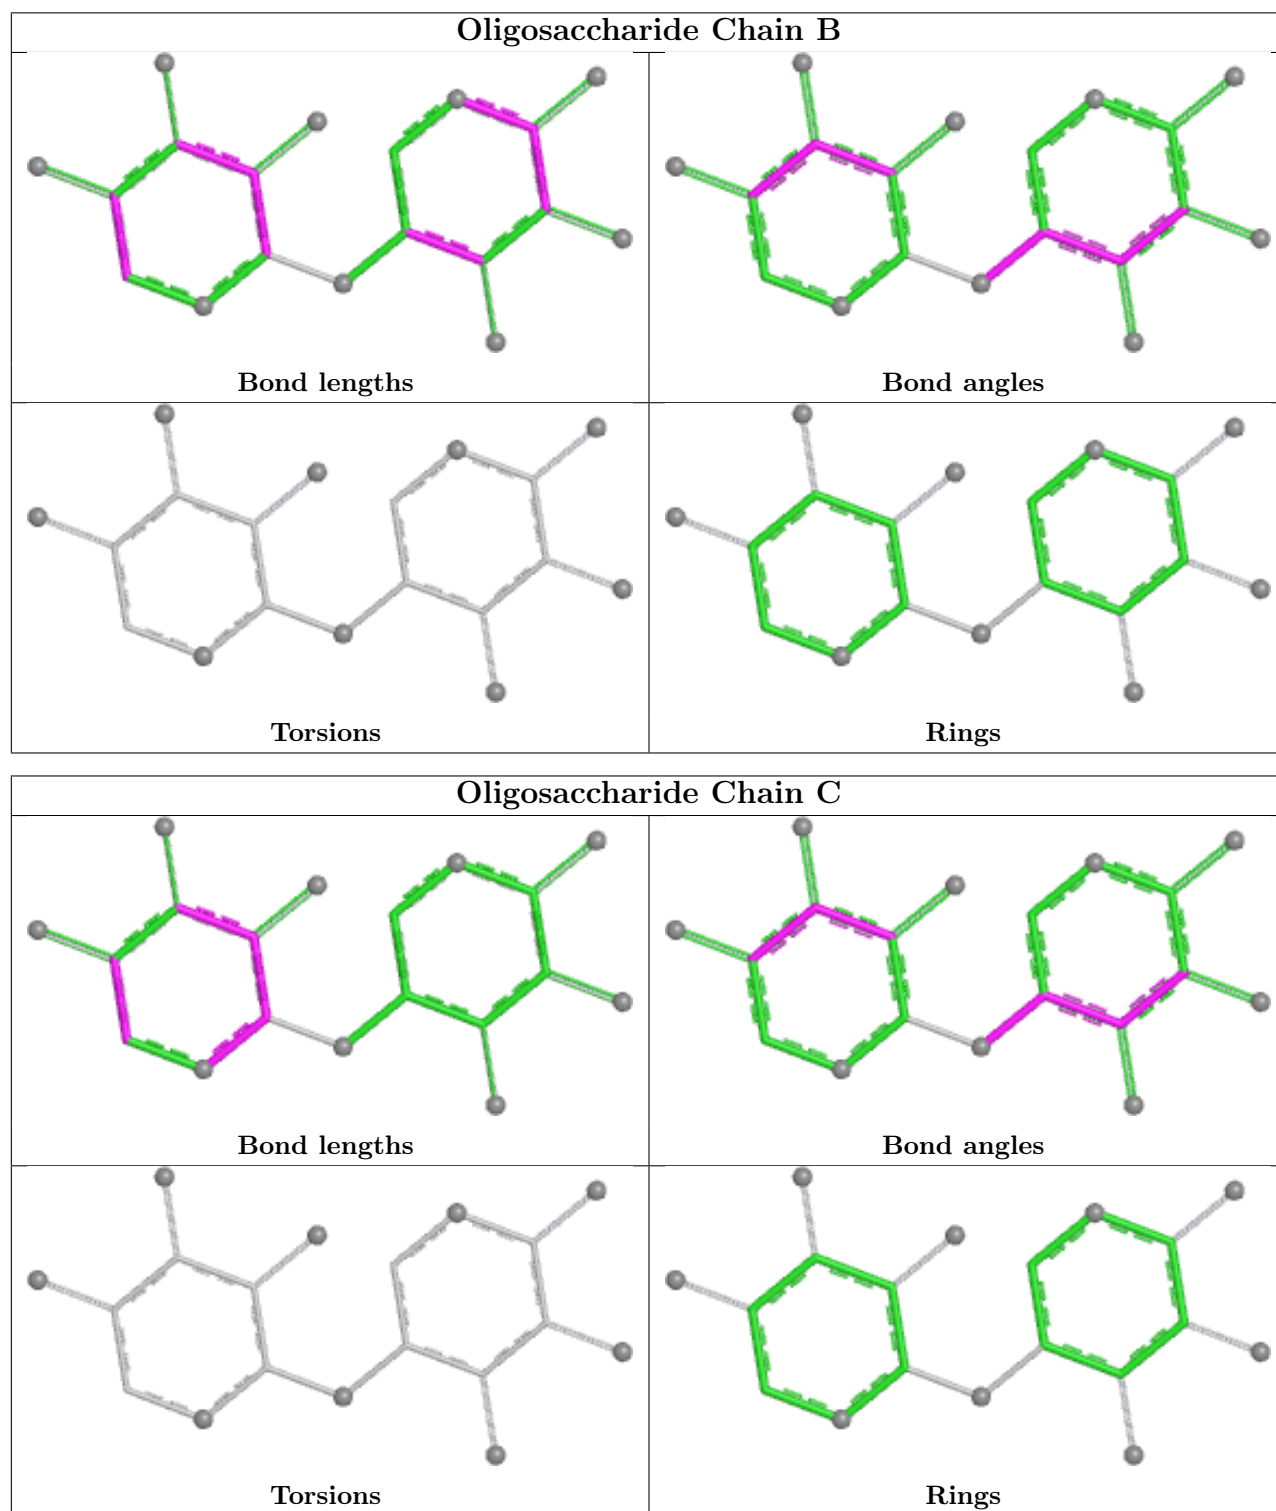 Oligosaccharide Chain B
Bond lengths
Bond angles
Torsions
Rings
Oligosaccharide Chain C
Bond lengths
Bond angles
Torsions
Rings